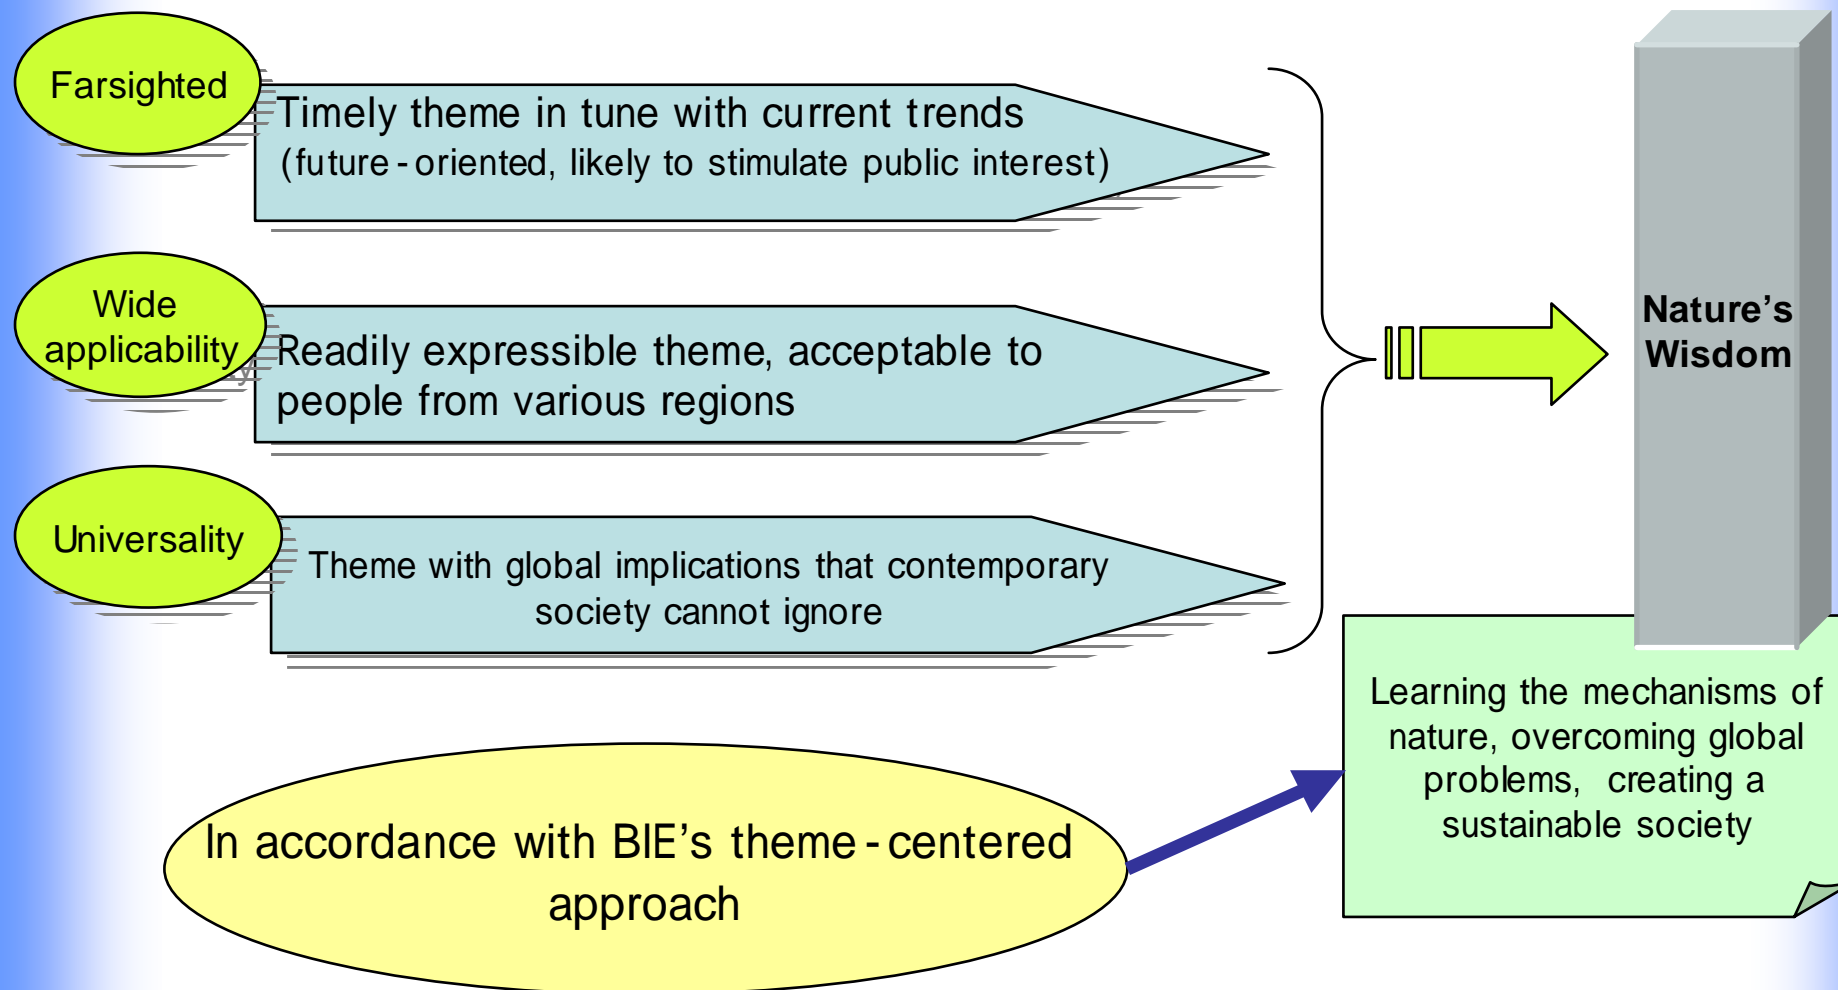 Farsighted
Timely theme in tune with current trends
(future-oriented, likely to stimulate public interest)
Wide
applicability
Readily expressible theme, acceptable to
people from various regions
Universality
Theme with global implications that contemporary
society cannot ignore
Nature's
Wisdom
Learning the mechanisms of
nature, overcoming global
problems, creating a
sustainable society
In accordance with BIE's theme-centered
approach